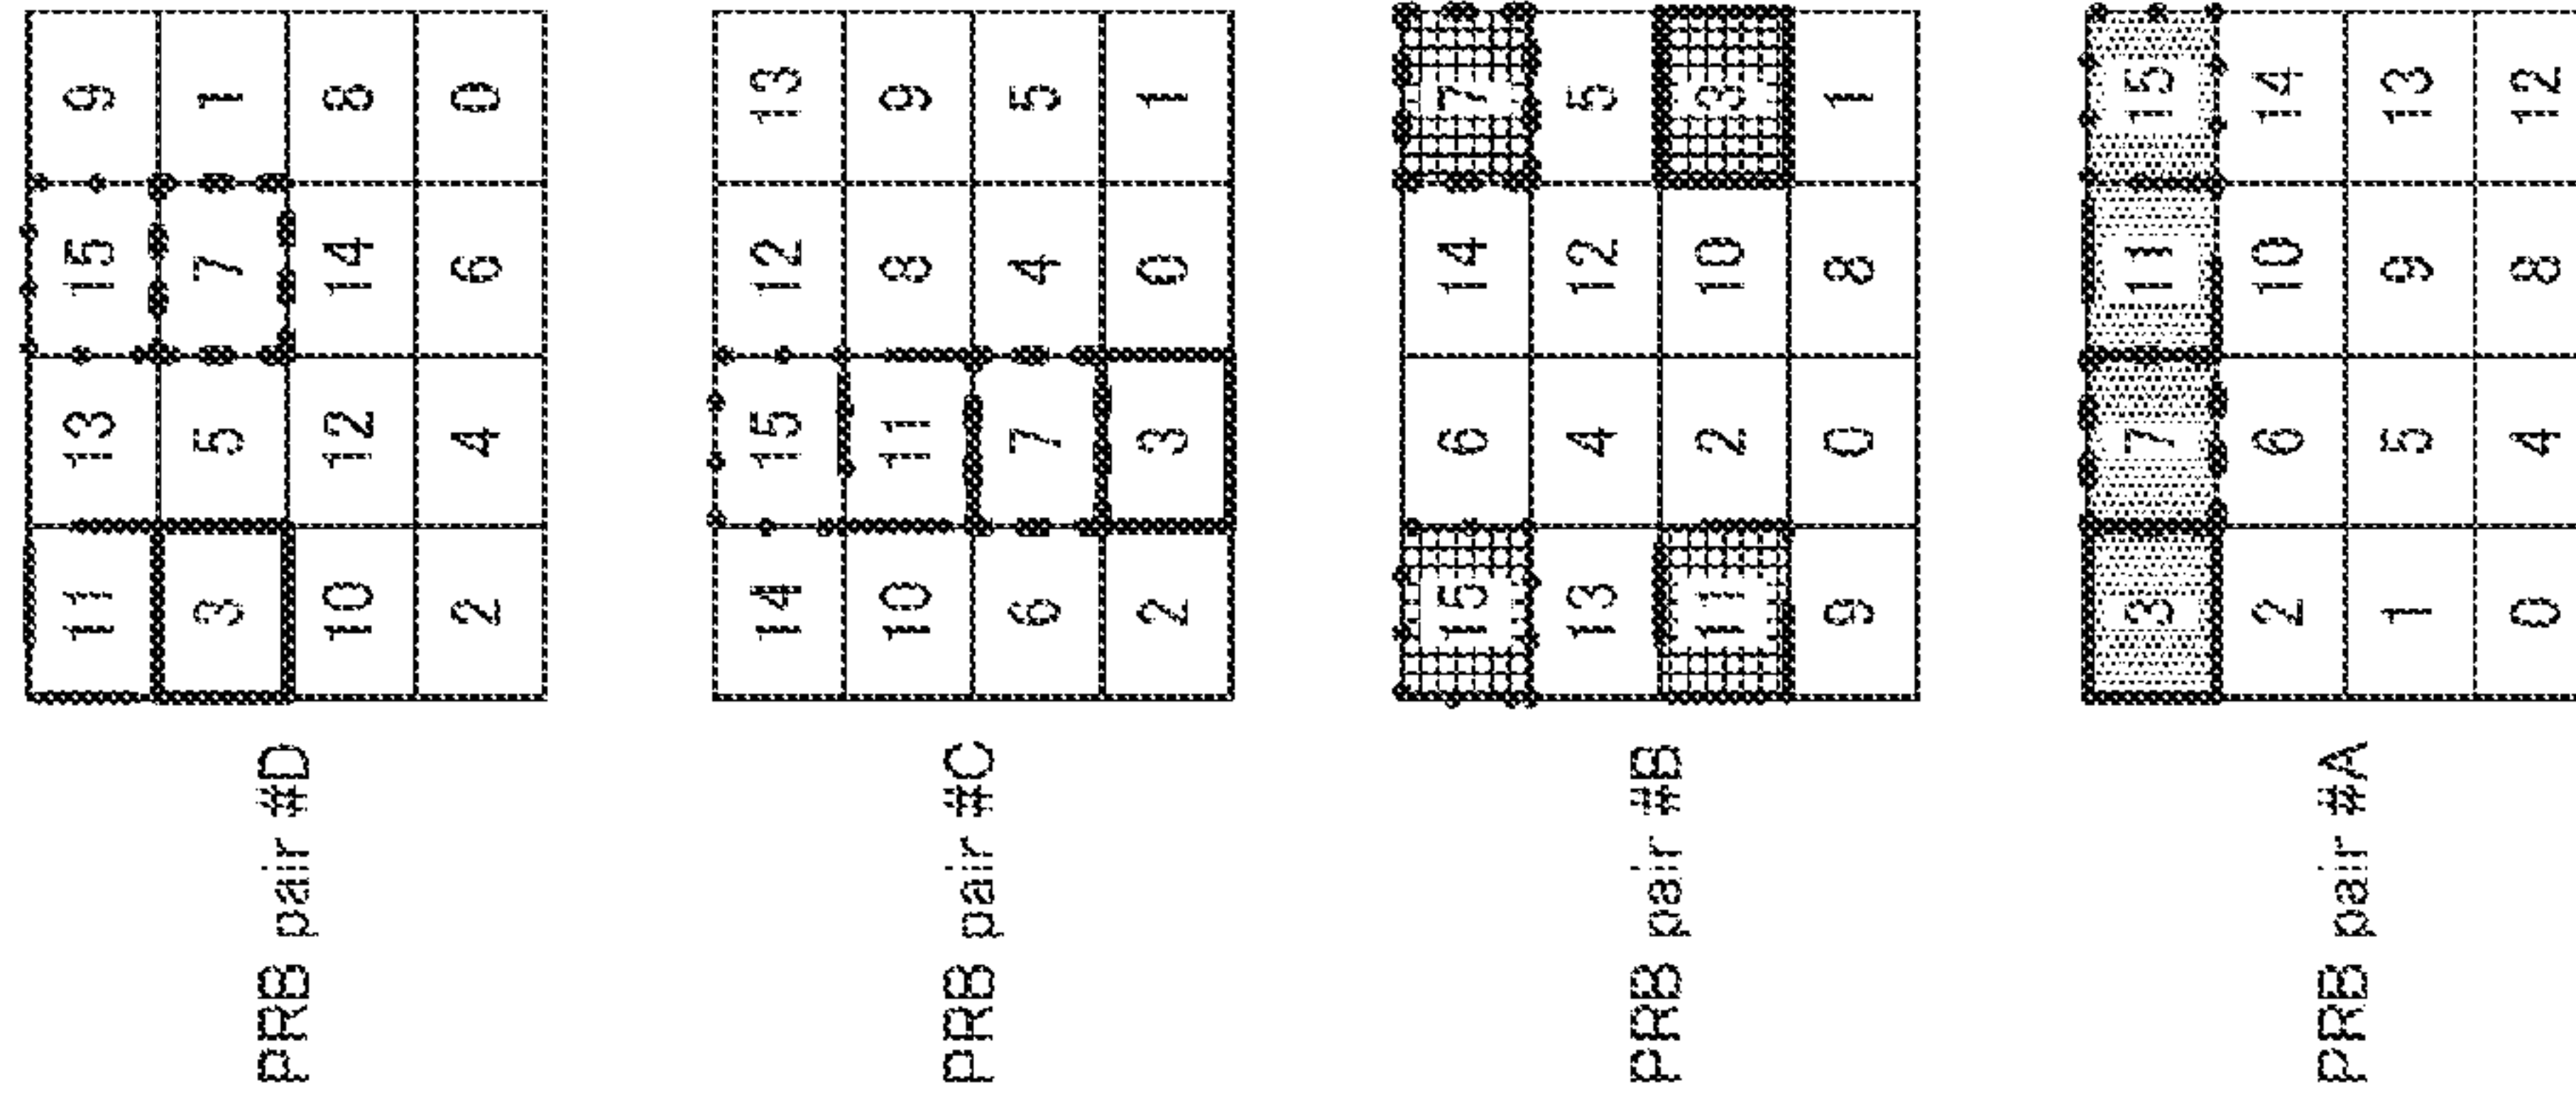 PRB pair #D
11 13 15 9
3 5 7 1
10 12 14 8
2 4 6 0
PRB pair #C
14 15 12 13
10 11 8 9
6 7 4 5
2 3 0 1
PRB pair #B
15 6 14 7
13 4 12 5
11 2 10 3
9 0 8 1
PRB pair #A
3 7 11 15
2 6 10 14
1 5 9 13
0 4 8 12